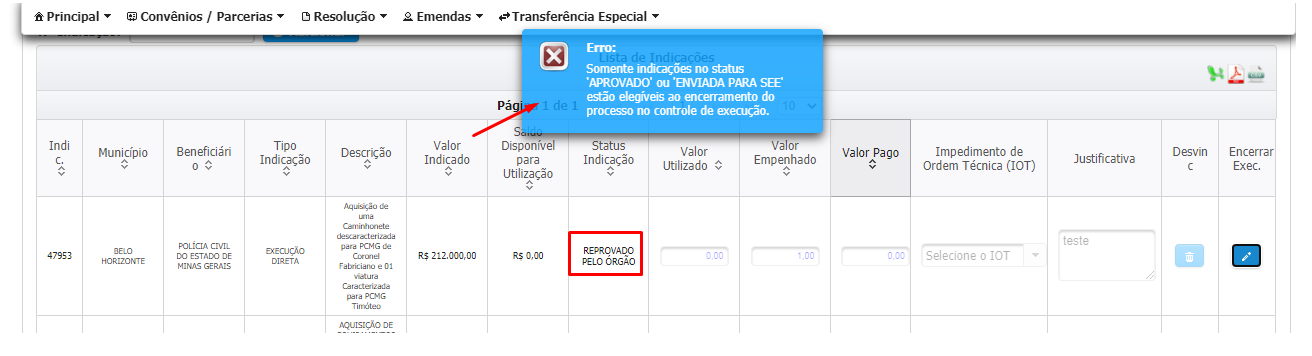 Principal Convênios / Parcerias Resolução Emendas Transferência Especial
Lista de Indicações
Erro:
Somente indicações no status
'APROVADO' ou 'ENVIADA PARA SEE'
estão elegíveis ao encerramento do
processo no controle de execução.
Página 1 de 1 10
Indi
c.
Município
Beneficiári
o
Tipo
Indicação
Descrição
Valor
Indicado
Saldo
Disponível
para
Utilização
Status
Indicação
Valor
Utilizado
Valor
Empenhado
Valor Pago
Impedimento de
Ordem Técnica (IOT)
Justificativa
Desvin
c
Encerrar
Exec.
47953
BELO
HORIZONTE
POLÍCIA CIVIL
DO ESTADO DE
MINAS GERAIS
EXECUÇÃO
DIRETA
Aquisição de
uma
Caminhonete
descaracterizada
para PCMG de
Coronel
Fabriciano e 01
viatura
Caracterizada
para PCMG
Timóteo
R$ 212.000,00
R$ 0,00
REPROVADO
PELO ÓRGÃO
0,00
1,00
0,00
Selecione o IOT
teste
AQUISIÇÃO DE